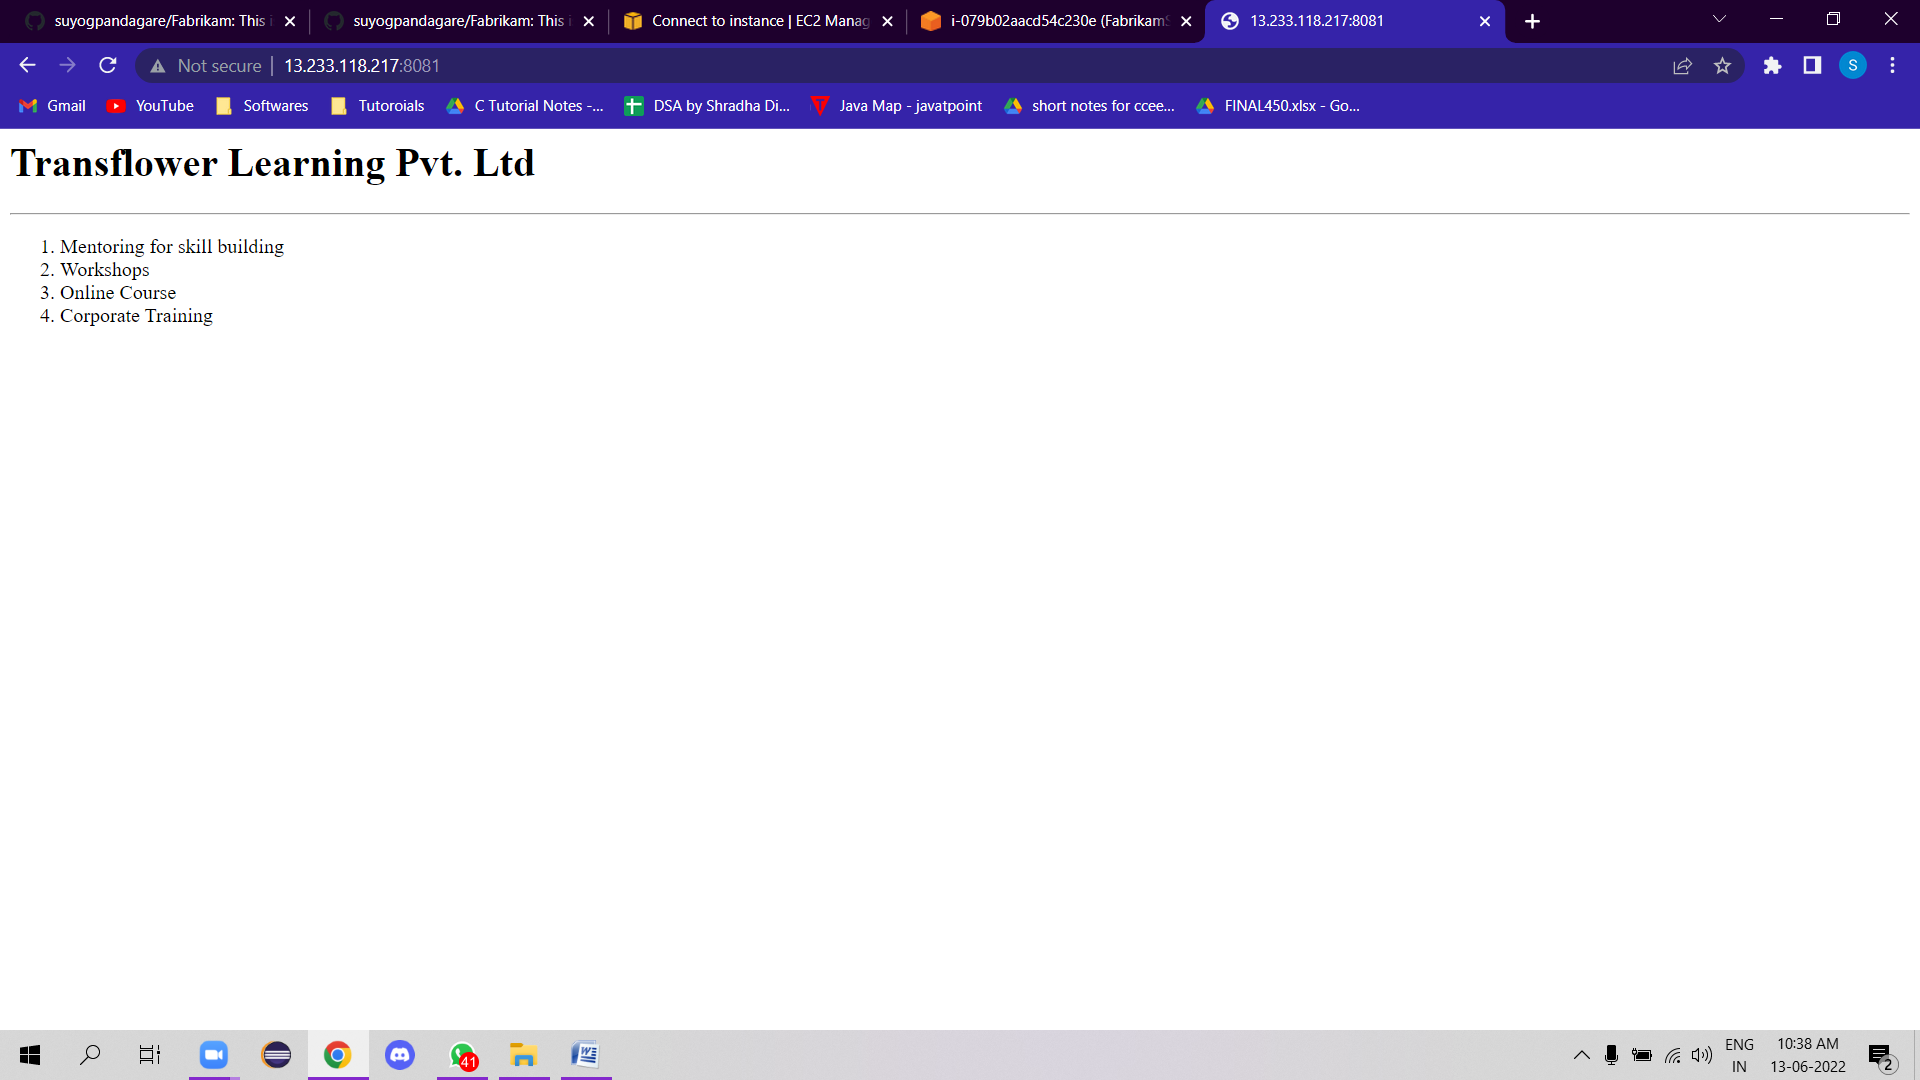 suyogpandagare/Fabrikam: This i
suyogpandagare/Fabrikam: This i
Connect to instance | EC2 Manag
i-079b02aacd54c230e (FabrikamS
13.233.118.217:8081
Not secure
13.233.118.217:8081
S
Gmail
YouTube
Softwares
Tutoroials
C Tutorial Notes -...
DSA by Shradha Di...
Java Map - javatpoint
short notes for ccee...
FINAL450.xlsx - Go...
Transflower Learning Pvt. Ltd
1. Mentoring for skill building
2. Workshops
3. Online Course
4. Corporate Training
41
ENG
IN
10:38 AM
13-06-2022
2